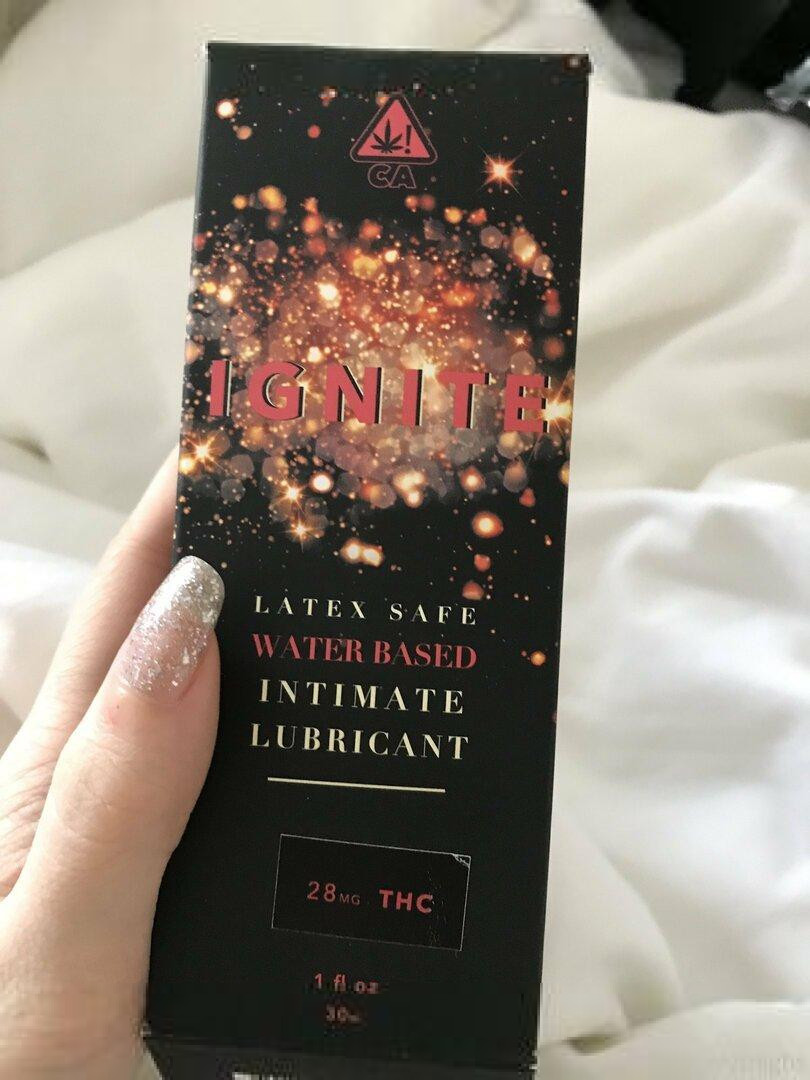 CA
IGNITE
LATEX SAFE
WATER BASED
INTIMATE
LUBRICANT
28MG THC
1 fl oz